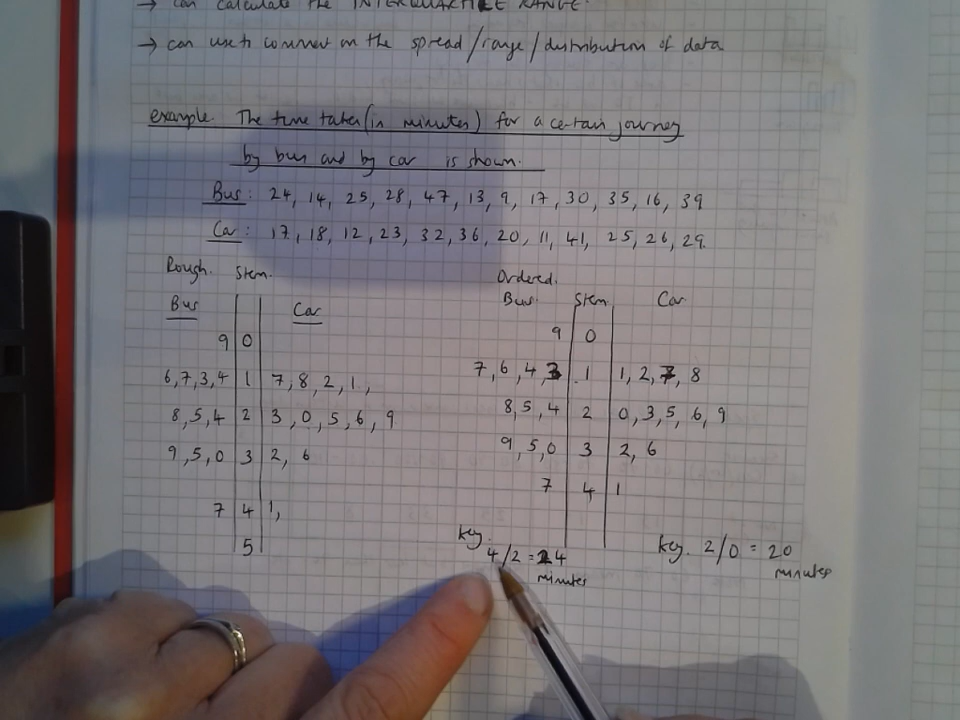 → can calculate the INTERQUARTILE RANGE.
→ can use to comment on the spread/range/distribution of data
example. The time taken (in minutes) for a certain journey
by bus and by car is shown.
Bus: 24, 14, 25, 28, 47, 13, 9, 17, 30, 35, 16, 39
Car: 17, 18, 12, 23, 32, 36, 20, 11, 41, 25, 26, 29.
Rough. Stem.
Bus Car
9 0
6,7,3,4 1 7,8,2,1,
8,5,4 2 3,0,5,6,9
9,5,0 3 2,6
7 4 1,
5
Ordered.
Bus. Stem Car
9 0
7,6,4,3 1 1,2,7,8
8,5,4 2 0,3,5,6,9
9,5,0 3 2,6
7 4 1
key.
4/2 = 24
minutes
key. 2/0 = 20
minutes